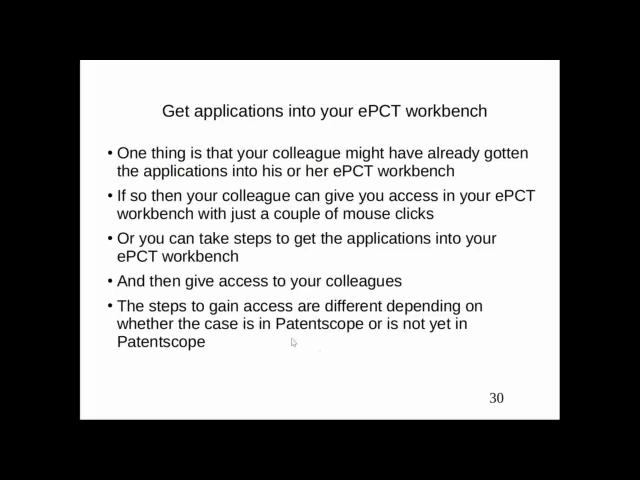 Get applications into your ePCT workbench
• One thing is that your colleague might have already gotten
the applications into his or her ePCT workbench
• If so then your colleague can give you access in your ePCT
workbench with just a couple of mouse clicks
• Or you can take steps to get the applications into your
ePCT workbench
• And then give access to your colleagues
• The steps to gain access are different depending on
whether the case is in Patentscope or is not yet in
Patentscope
30